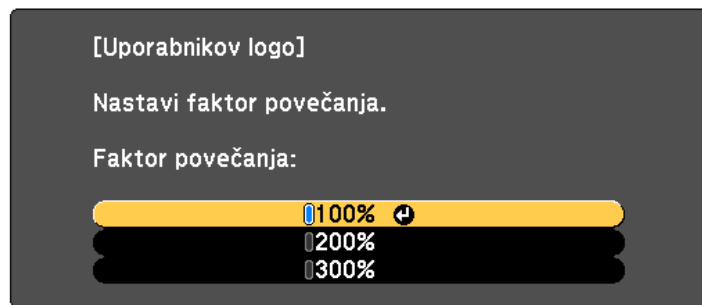 [Uporabnikov logo]
Nastavi faktor povečanja.
Faktor povečanja:
100%
200%
300%